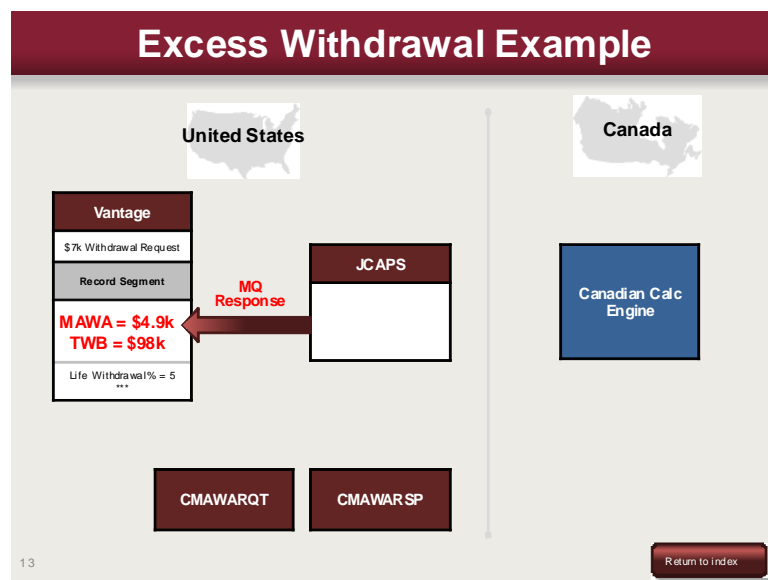 Excess Withdrawal Example
United States
Canada
Vantage
$7k Withdrawal Request
Record Segment
MAWA = $4.9k
TWB = $98k
Life Withdrawal% = 5
***
MQ
Response
JCAPS
Canadian Calc
Engine
CMAWARQT
CMAWARSP
13
Return to index